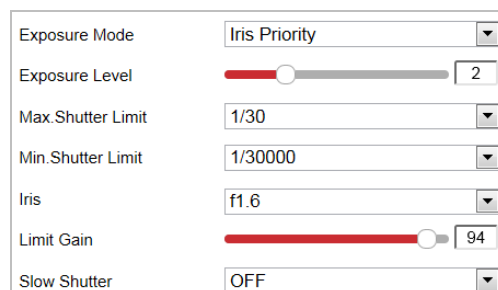 Exposure Mode Iris Priority
Exposure Level 2
Max.Shutter Limit 1/30
Min.Shutter Limit 1/30000
Iris f1.6
Limit Gain 94
Slow Shutter OFF